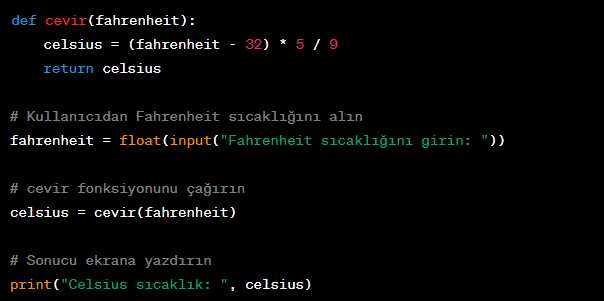 def cevir(fahrenheit):
    celsius = (fahrenheit - 32) * 5 / 9
    return celsius

# Kullanıcıdan Fahrenheit sıcaklığını alın
fahrenheit = float(input("Fahrenheit sıcaklığını girin: "))

# cevir fonksiyonunu çağırın
celsius = cevir(fahrenheit)

# Sonucu ekrana yazdırın
print("Celsius sıcaklık: ", celsius)